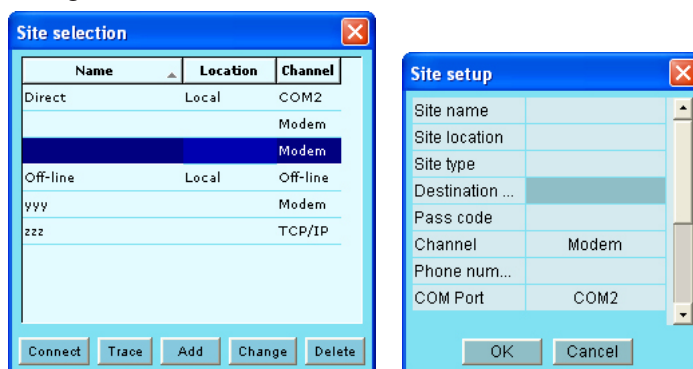 Site selection
Name Location Channel
Direct Local COM2
Modem
Modem
Off-line Local Off-line
yyy Modem
zzz TCP/IP
Connect Trace Add Change Delete
Site setup
Site name
Site location
Site type
Destination ...
Pass code
Channel Modem
Phone num...
COM Port COM2
OK Cancel